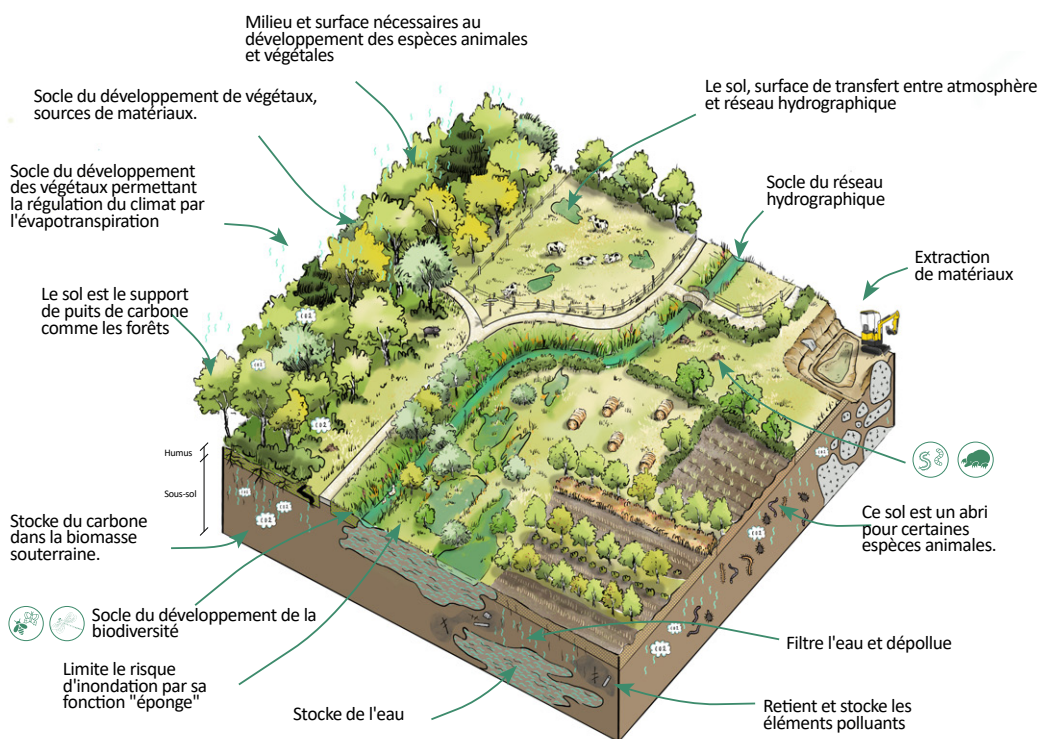 Milieu et surface nécessaires au
développement des espèces animales
et végétales
Le sol, surface de transfert entre atmosphère
et réseau hydrographique
Socle du développement de végétaux,
sources de matériaux.
Socle du développement
des végétaux permettant
la régulation du climat par
l'évapotranspiration
Socle du réseau
hydrographique
Extraction
de matériaux
Le sol est le support
de puits de carbone
comme les forêts
Humus
Sous-sol
Stocke du carbone
dans la biomasse
souterraine.
Ce sol est un abri
pour certaines
espèces animales.
Socle du développement de la
biodiversité
Filtre l'eau et dépollue
Limite le risque
d'inondation par sa
fonction "éponge"
Stocke de l'eau
Retient et stocke les
éléments polluants